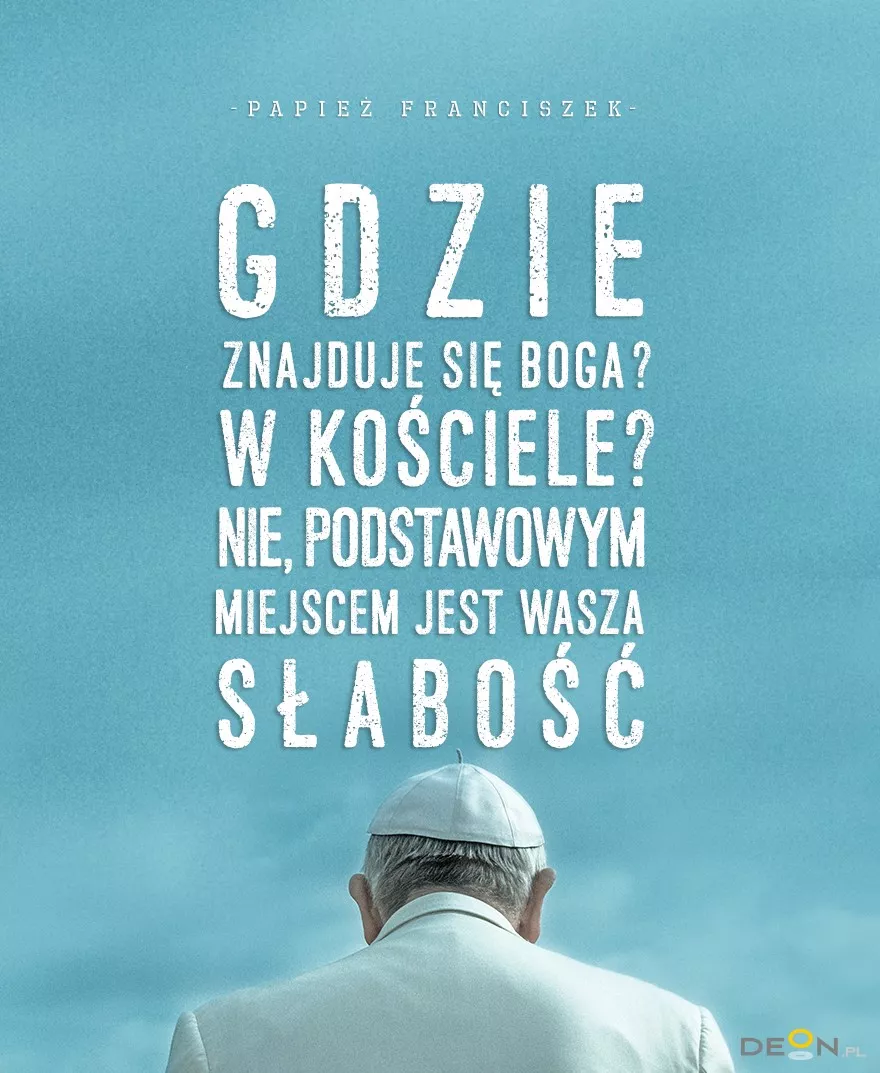 -PAPIEŻ FRANCISZEK-
GDZIE
ZNAJDUJE SIĘ BOGA?
W KOŚCIELE?
NIE, PODSTAWOWYM
MIEJSCEM JEST WASZA
SŁABOŚĆ
DEON.PL